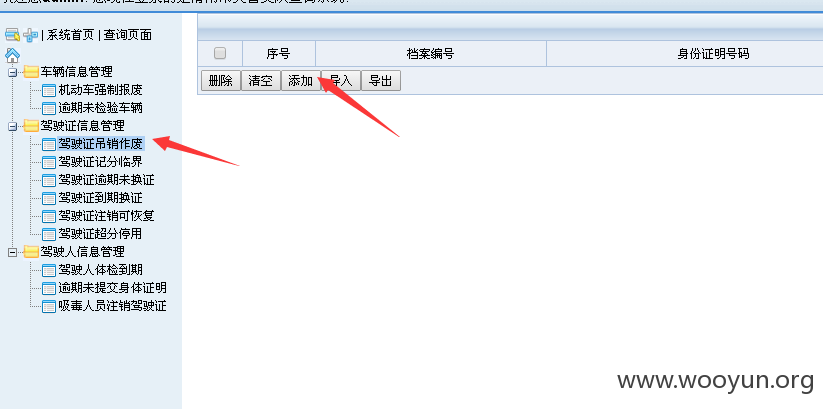 | 系统首页 | 查询页面
车辆信息管理
机动车强制报废
逾期未检验车辆
驾驶证信息管理
驾驶证吊销作废
驾驶证记分临界
驾驶证逾期未换证
驾驶证到期换证
驾驶证注销可恢复
驾驶证超分停用
驾驶人信息管理
驾驶人体检到期
逾期未提交身体证明
吸毒人员注销驾驶证
序号 档案编号 身份证明号码
删除 清空 添加 导入 导出
www.wooyun.org